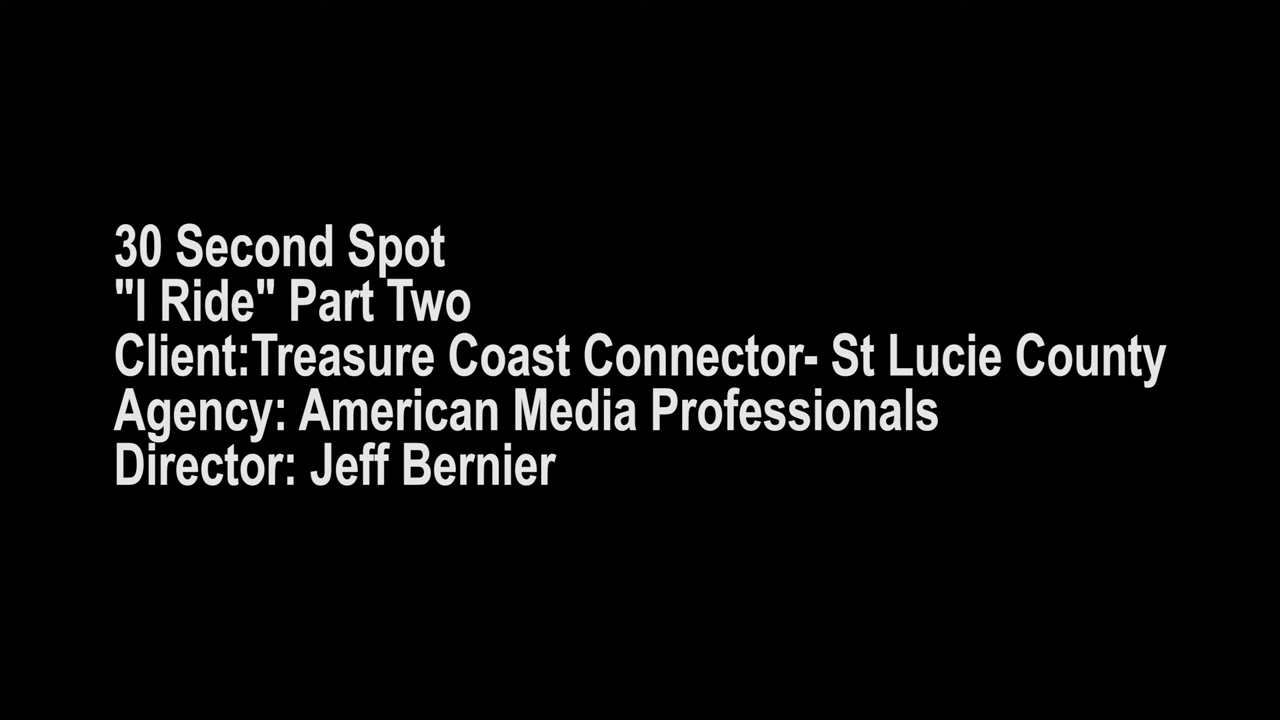 30 Second Spot
"I Ride" Part Two
Client:Treasure Coast Connector- St Lucie County
Agency: American Media Professionals
Director: Jeff Bernier